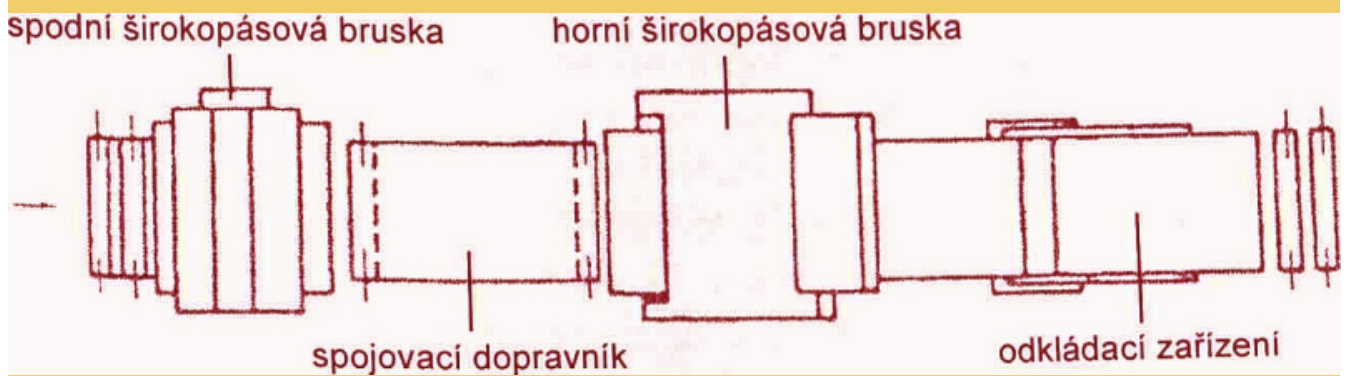 spodní širokopásová bruska
horní širokopásová bruska
spojovací dopravník
odkládací zařízení